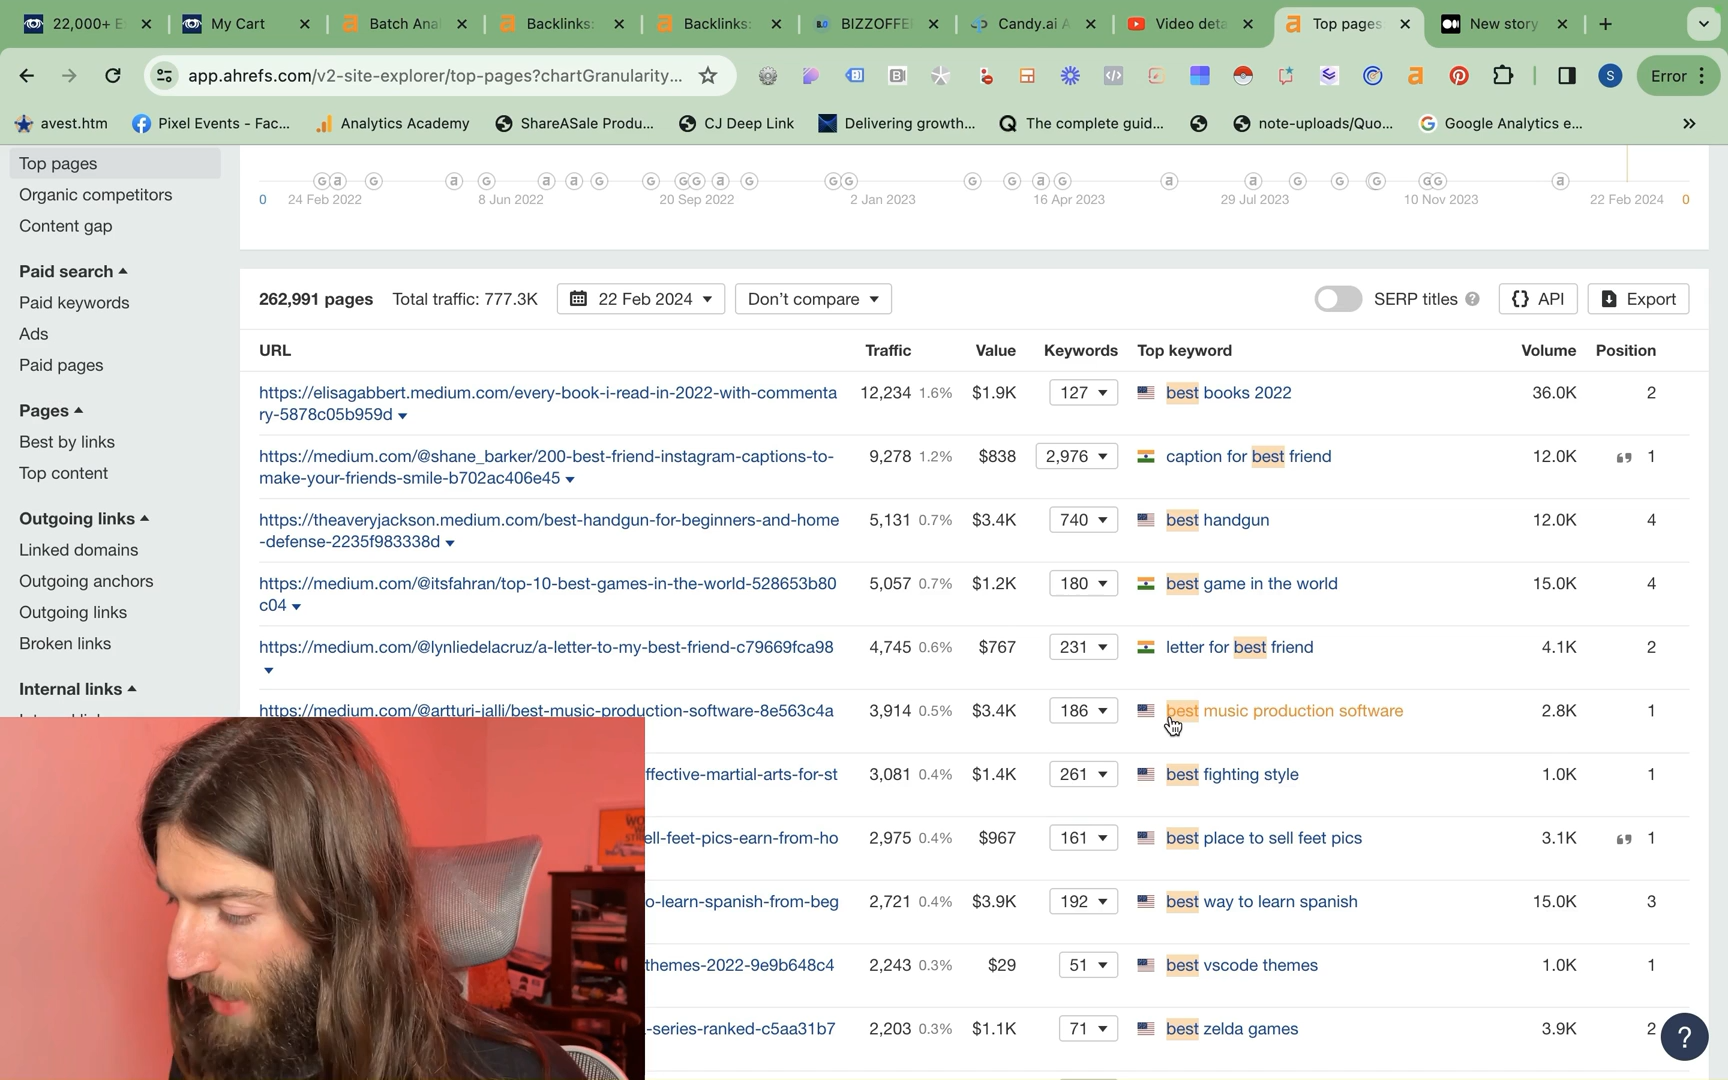 22,000+ E
My Cart
Batch Anal
Backlinks:
Backlinks:
BIZZOFFE
Candy.ai A
Video deta
Top pages
New story
app.ahrefs.com/v2-site-explorer/top-pages?chartGranularity...
S
Error
avest.htm
Pixel Events - Fac...
Analytics Academy
ShareASale Produ...
CJ Deep Link
Delivering growth...
The complete guid...
note-uploads/Quo...
Google Analytics e...
Top pages
Organic competitors
Content gap
Paid search
Paid keywords
Ads
Paid pages
Pages
Best by links
Top content
Outgoing links
Linked domains
Outgoing anchors
Outgoing links
Broken links
Internal links
0 24 Feb 2022 8 Jun 2022 20 Sep 2022 2 Jan 2023 16 Apr 2023 29 Jul 2023 10 Nov 2023 22 Feb 2024 0
262,991 pages Total traffic: 777.3K 22 Feb 2024 Don't compare SERP titles API Export
URL Traffic Value Keywords Top keyword Volume Position
https://elisagabbert.medium.com/every-book-i-read-in-2022-with-commenta 12,234 1.6% $1.9K 127 best books 2022 36.0K 2
ry-5878c05b959d
https://medium.com/@shane_barker/200-best-friend-instagram-captions-to- 9,278 1.2% $838 2,976 caption for best friend 12.0K 1
make-your-friends-smile-b702ac406e45
https://theaveryjackson.medium.com/best-handgun-for-beginners-and-home 5,131 0.7% $3.4K 740 best handgun 12.0K 4
-defense-2235f983338d
https://medium.com/@itsfahran/top-10-best-games-in-the-world-528653b80 5,057 0.7% $1.2K 180 best game in the world 15.0K 4
c04
https://medium.com/@lynliedelacruz/a-letter-to-my-best-friend-c79669fca98 4,745 0.6% $767 231 letter for best friend 4.1K 2
https://medium.com/@artturi-jalli/best-music-production-software-8e563c4a 3,914 0.5% $3.4K 186 best music production software 2.8K 1
ffective-martial-arts-for-st 3,081 0.4% $1.4K 261 best fighting style 1.0K 1
ell-feet-pics-earn-from-ho 2,975 0.4% $967 161 best place to sell feet pics 3.1K 1
o-learn-spanish-from-beg 2,721 0.4% $3.9K 192 best way to learn spanish 15.0K 3
themes-2022-9e9b648c4 2,243 0.3% $29 51 best vscode themes 1.0K 1
-series-ranked-c5aa31b7 2,203 0.3% $1.1K 71 best zelda games 3.9K 2
?